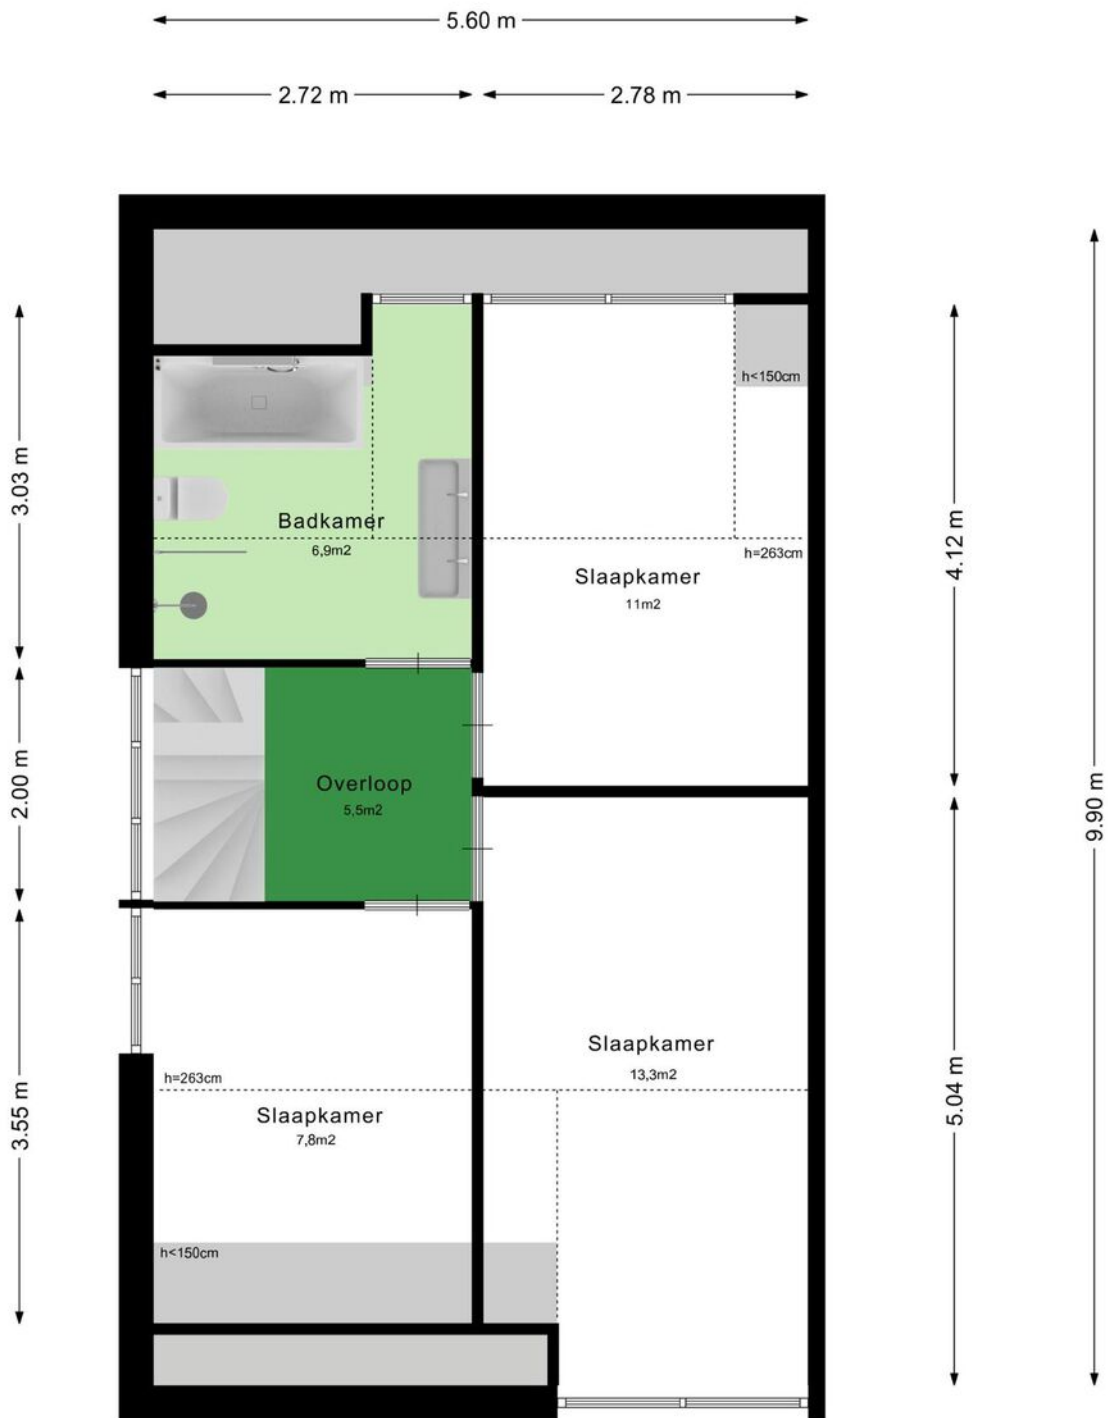 5.60 m
2.72 m
2.78 m
h<150cm
3.03 m
4.12 m
Badkamer
6,9m2
h=263cm
Slaapkamer
11m2
2.00 m
Overloop
5,5m2
9.90 m
Slaapkamer
13,3m2
h=263cm
3.55 m
Slaapkamer
7,8m2
5.04 m
h<150cm